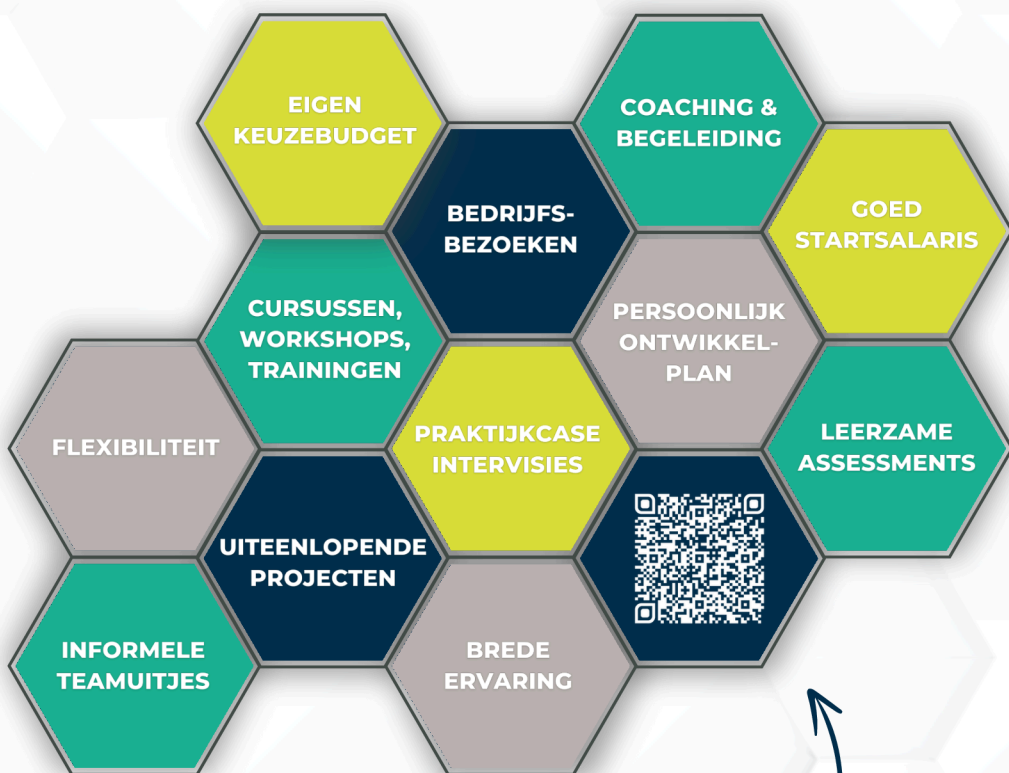 EIGEN
KEUZEBUDGET
COACHING &
BEGELEIDING
BEDRIJFS-
BEZOEKEN
GOED
STARTSALARIS
CURSUSSEN,
WORKSHOPS,
TRAININGEN
PERSOONLIJK
ONTWIKKEL-
PLAN
FLEXIBILITEIT
PRAKTIJKCASE
INTERVISIES
LEERZAME
ASSESSMENTS
UITEENLOPENDE
PROJECTEN
INFORMELE
TEAMUITJES
BREDE
ERVARING